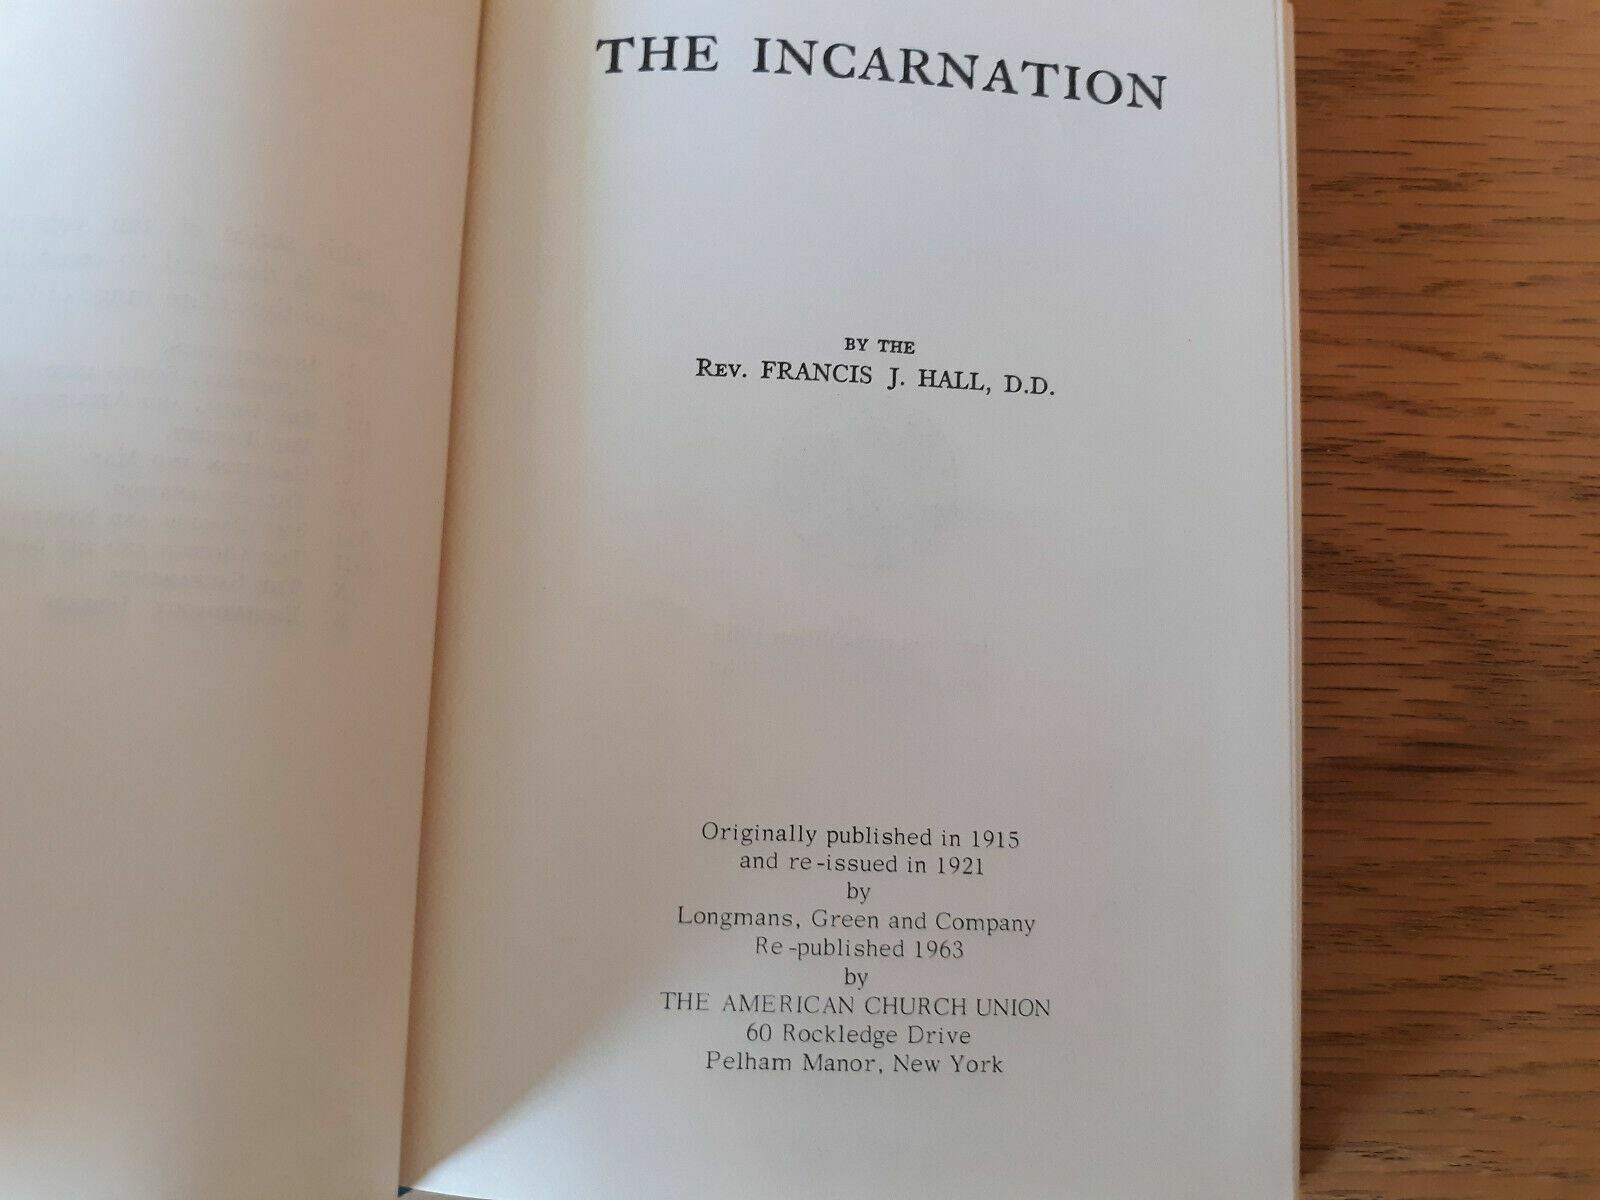 THE INCARNATION
BY THE
REV. FRANCIS J. HALL, D.D.
Originally published in 1915
and re-issued in 1921
by
Longmans, Green and Company
Re-published 1963
by
THE AMERICAN CHURCH UNION
60 Rockledge Drive
Pelham Manor, New York